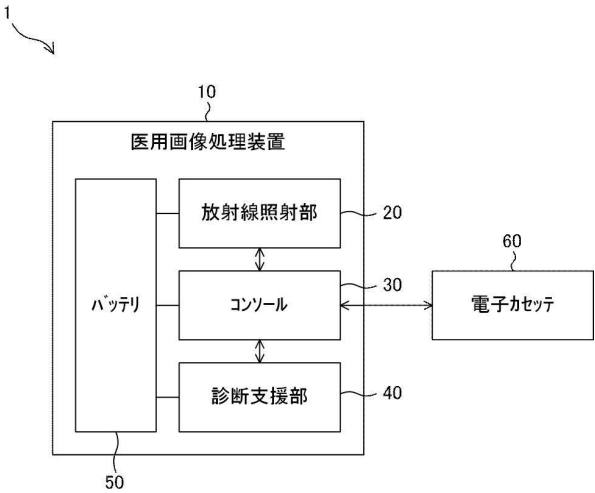 1
10
医用画像処理装置
放射線照射部
20
60
バッテリ
コンソール
30
電子カセッテ
診断支援部
40
50